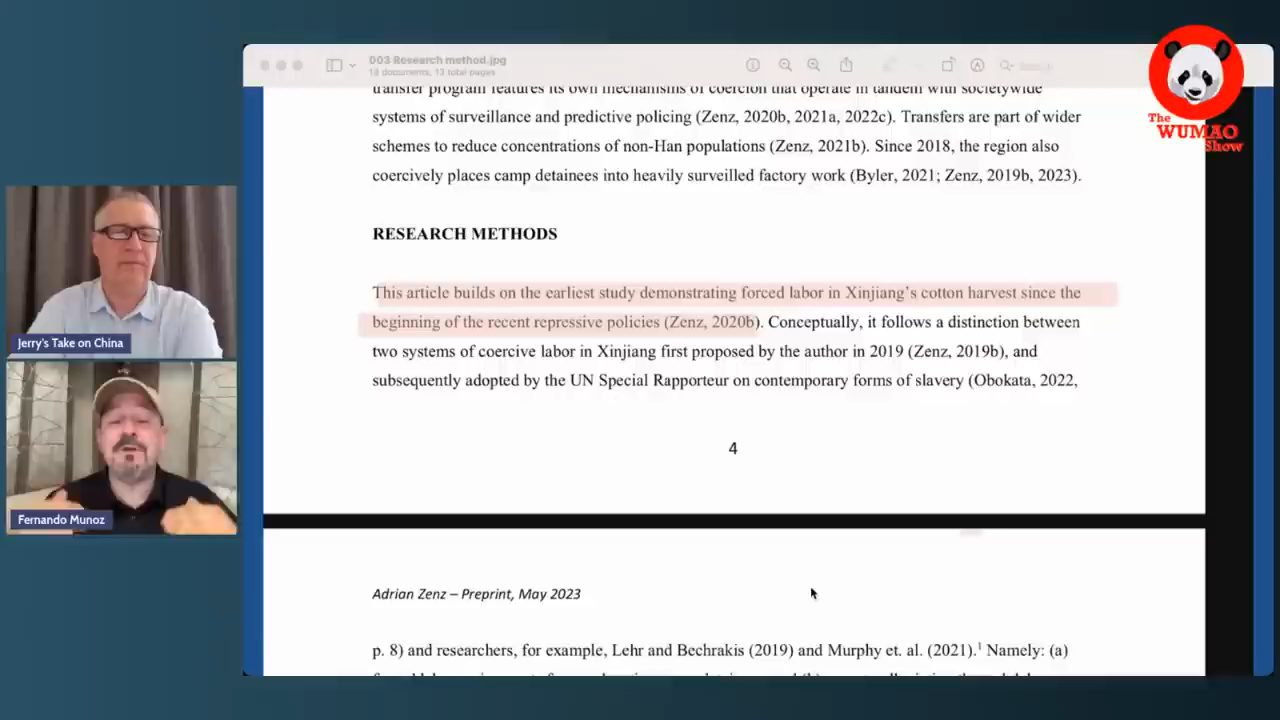 003 Research method.jpg
13 documents, 13 total pages
The
WUMAO
Show
transfer program features its own mechanisms of coercion that operate in tandem with societywide
systems of surveillance and predictive policing (Zenz, 2020b, 2021a, 2022c). Transfers are part of wider
schemes to reduce concentrations of non-Han populations (Zenz, 2021b). Since 2018, the region also
coercively places camp detainees into heavily surveilled factory work (Byler, 2021; Zenz, 2019b, 2023).
RESEARCH METHODS
This article builds on the earliest study demonstrating forced labor in Xinjiang’s cotton harvest since the
beginning of the recent repressive policies (Zenz, 2020b). Conceptually, it follows a distinction between
two systems of coercive labor in Xinjiang first proposed by the author in 2019 (Zenz, 2019b), and
subsequently adopted by the UN Special Rapporteur on contemporary forms of slavery (Obokata, 2022,
4
Adrian Zenz – Preprint, May 2023
p. 8) and researchers, for example, Lehr and Bechrakis (2019) and Murphy et. al. (2021).1 Namely: (a)
Jerry's Take on China
Fernando Munoz